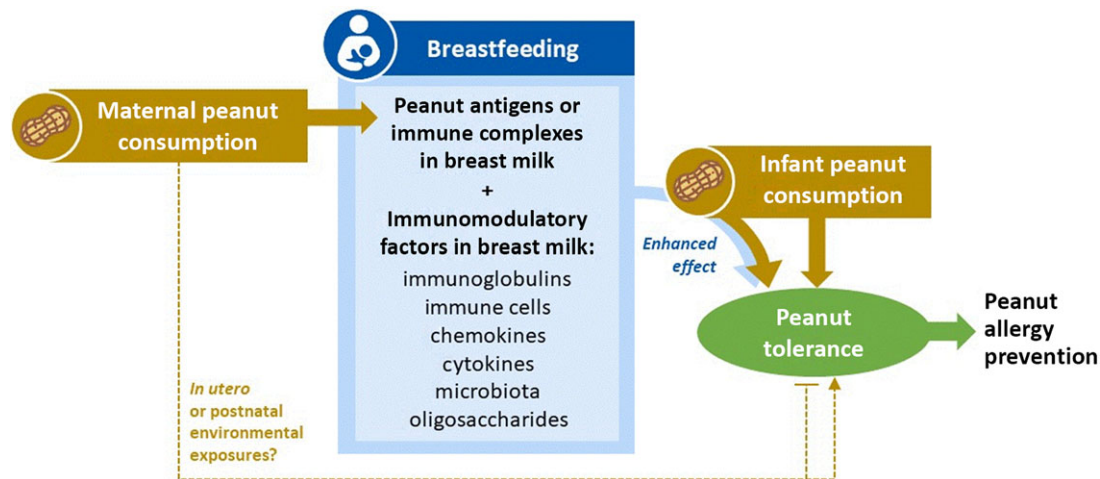 Breastfeeding
Maternal peanut
consumption
Peanut antigens or
immune complexes
in breast milk
+
Immunomodulatory
factors in breast milk:
immunoglobulins
immune cells
chemokines
cytokines
microbiota
oligosaccharides
Infant peanut
consumption
Enhanced
effect
Peanut
tolerance
Peanut
allergy
prevention
In utero
or postnatal
environmental
exposures?